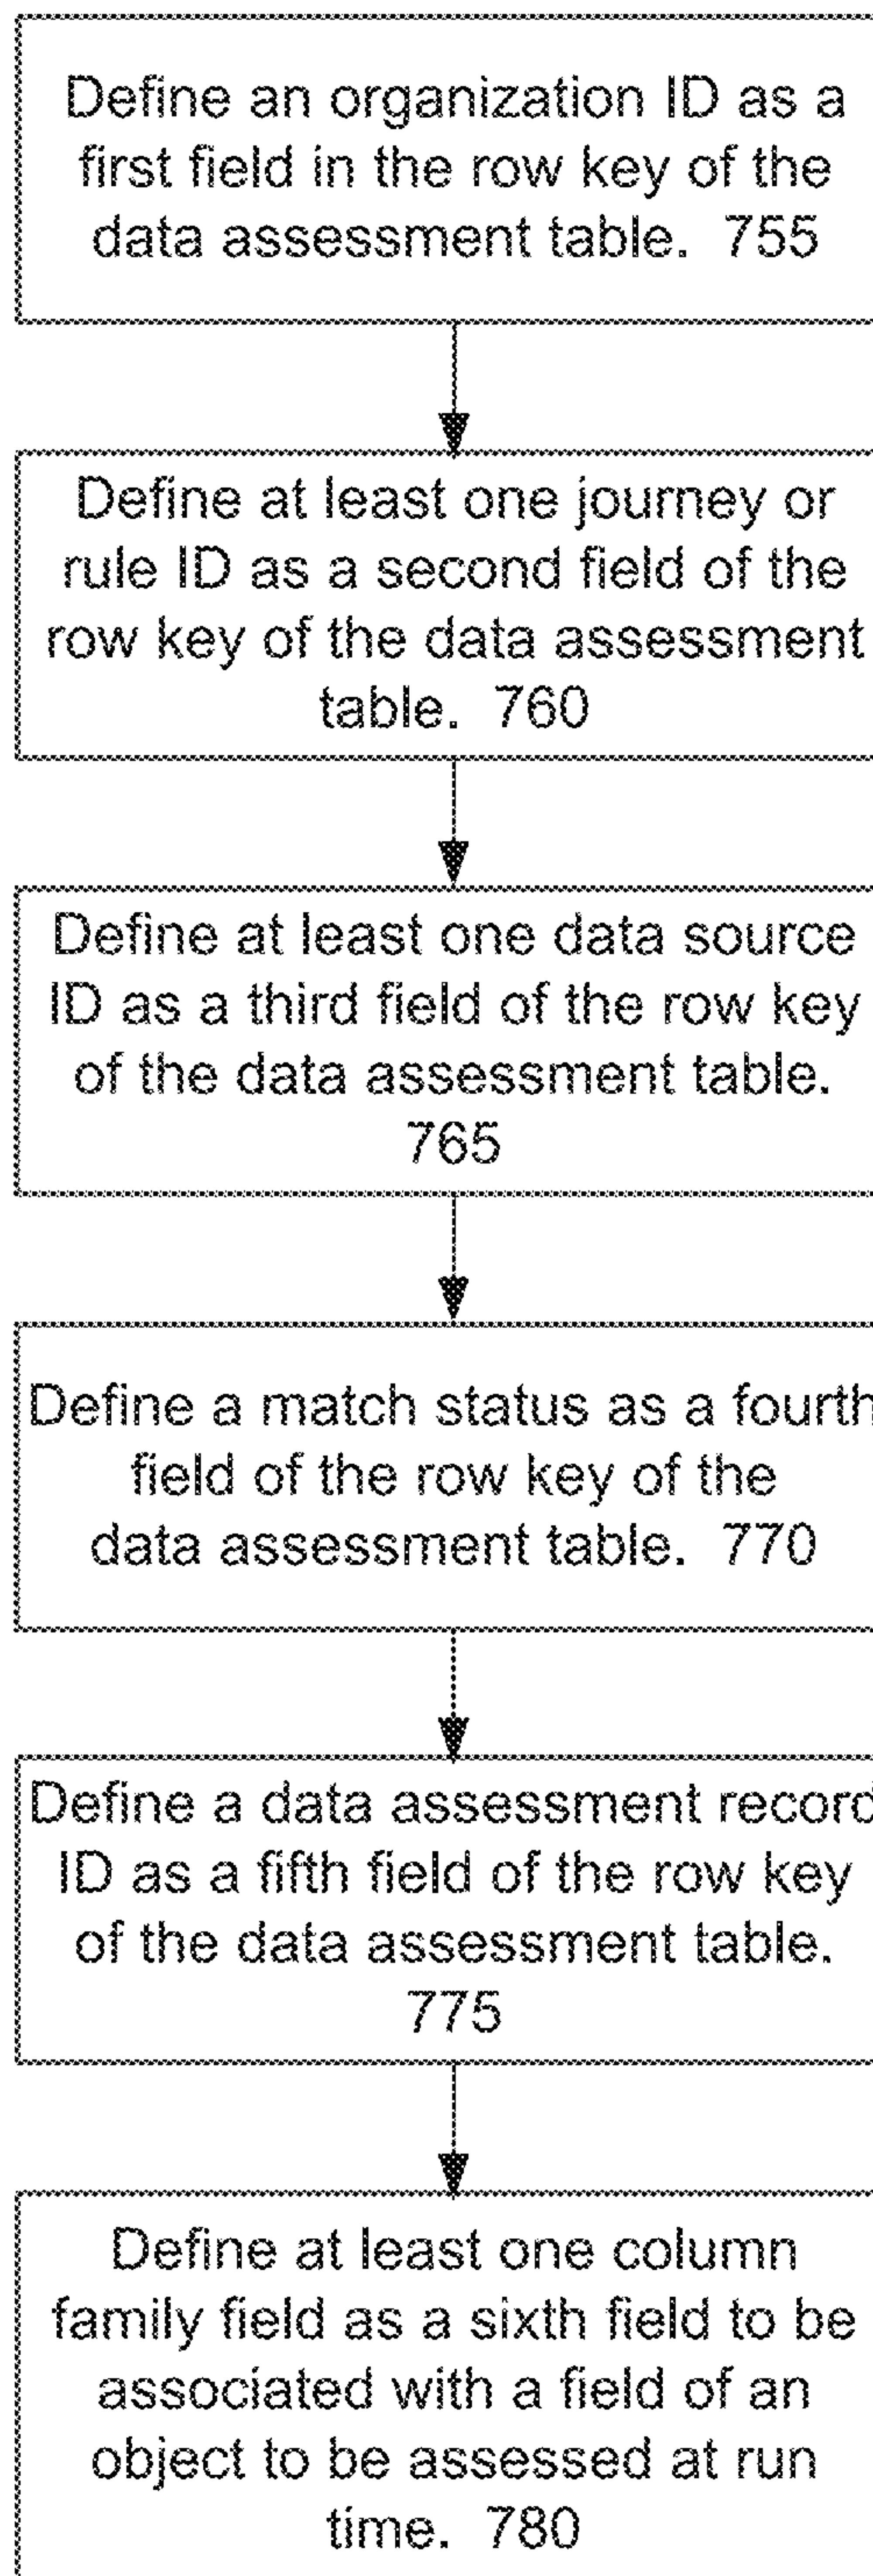 Define an organization ID as a
first field in the row key of the
data assessment table. 755
Define at least one journey or
rule ID as a second field of the
row key of the data assessment
table. 760
Define at least one data source
ID as a third field of the row key
of the data assessment table.
765
Define a match status as a fourth
field of the row key of the
data assessment table. 770
Define a data assessment record
ID as a fifth field of the row key
of the data assessment table.
775
Define at least one column
family field as a sixth field to be
associated with a field of an
object to be assessed at run
time. 780